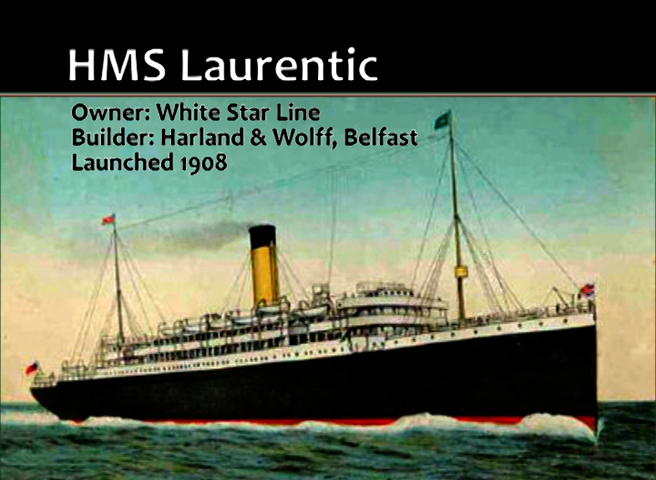 HMS Laurentic
Owner: White Star Line
Builder: Harland & Wolff, Belfast
Launched 1908